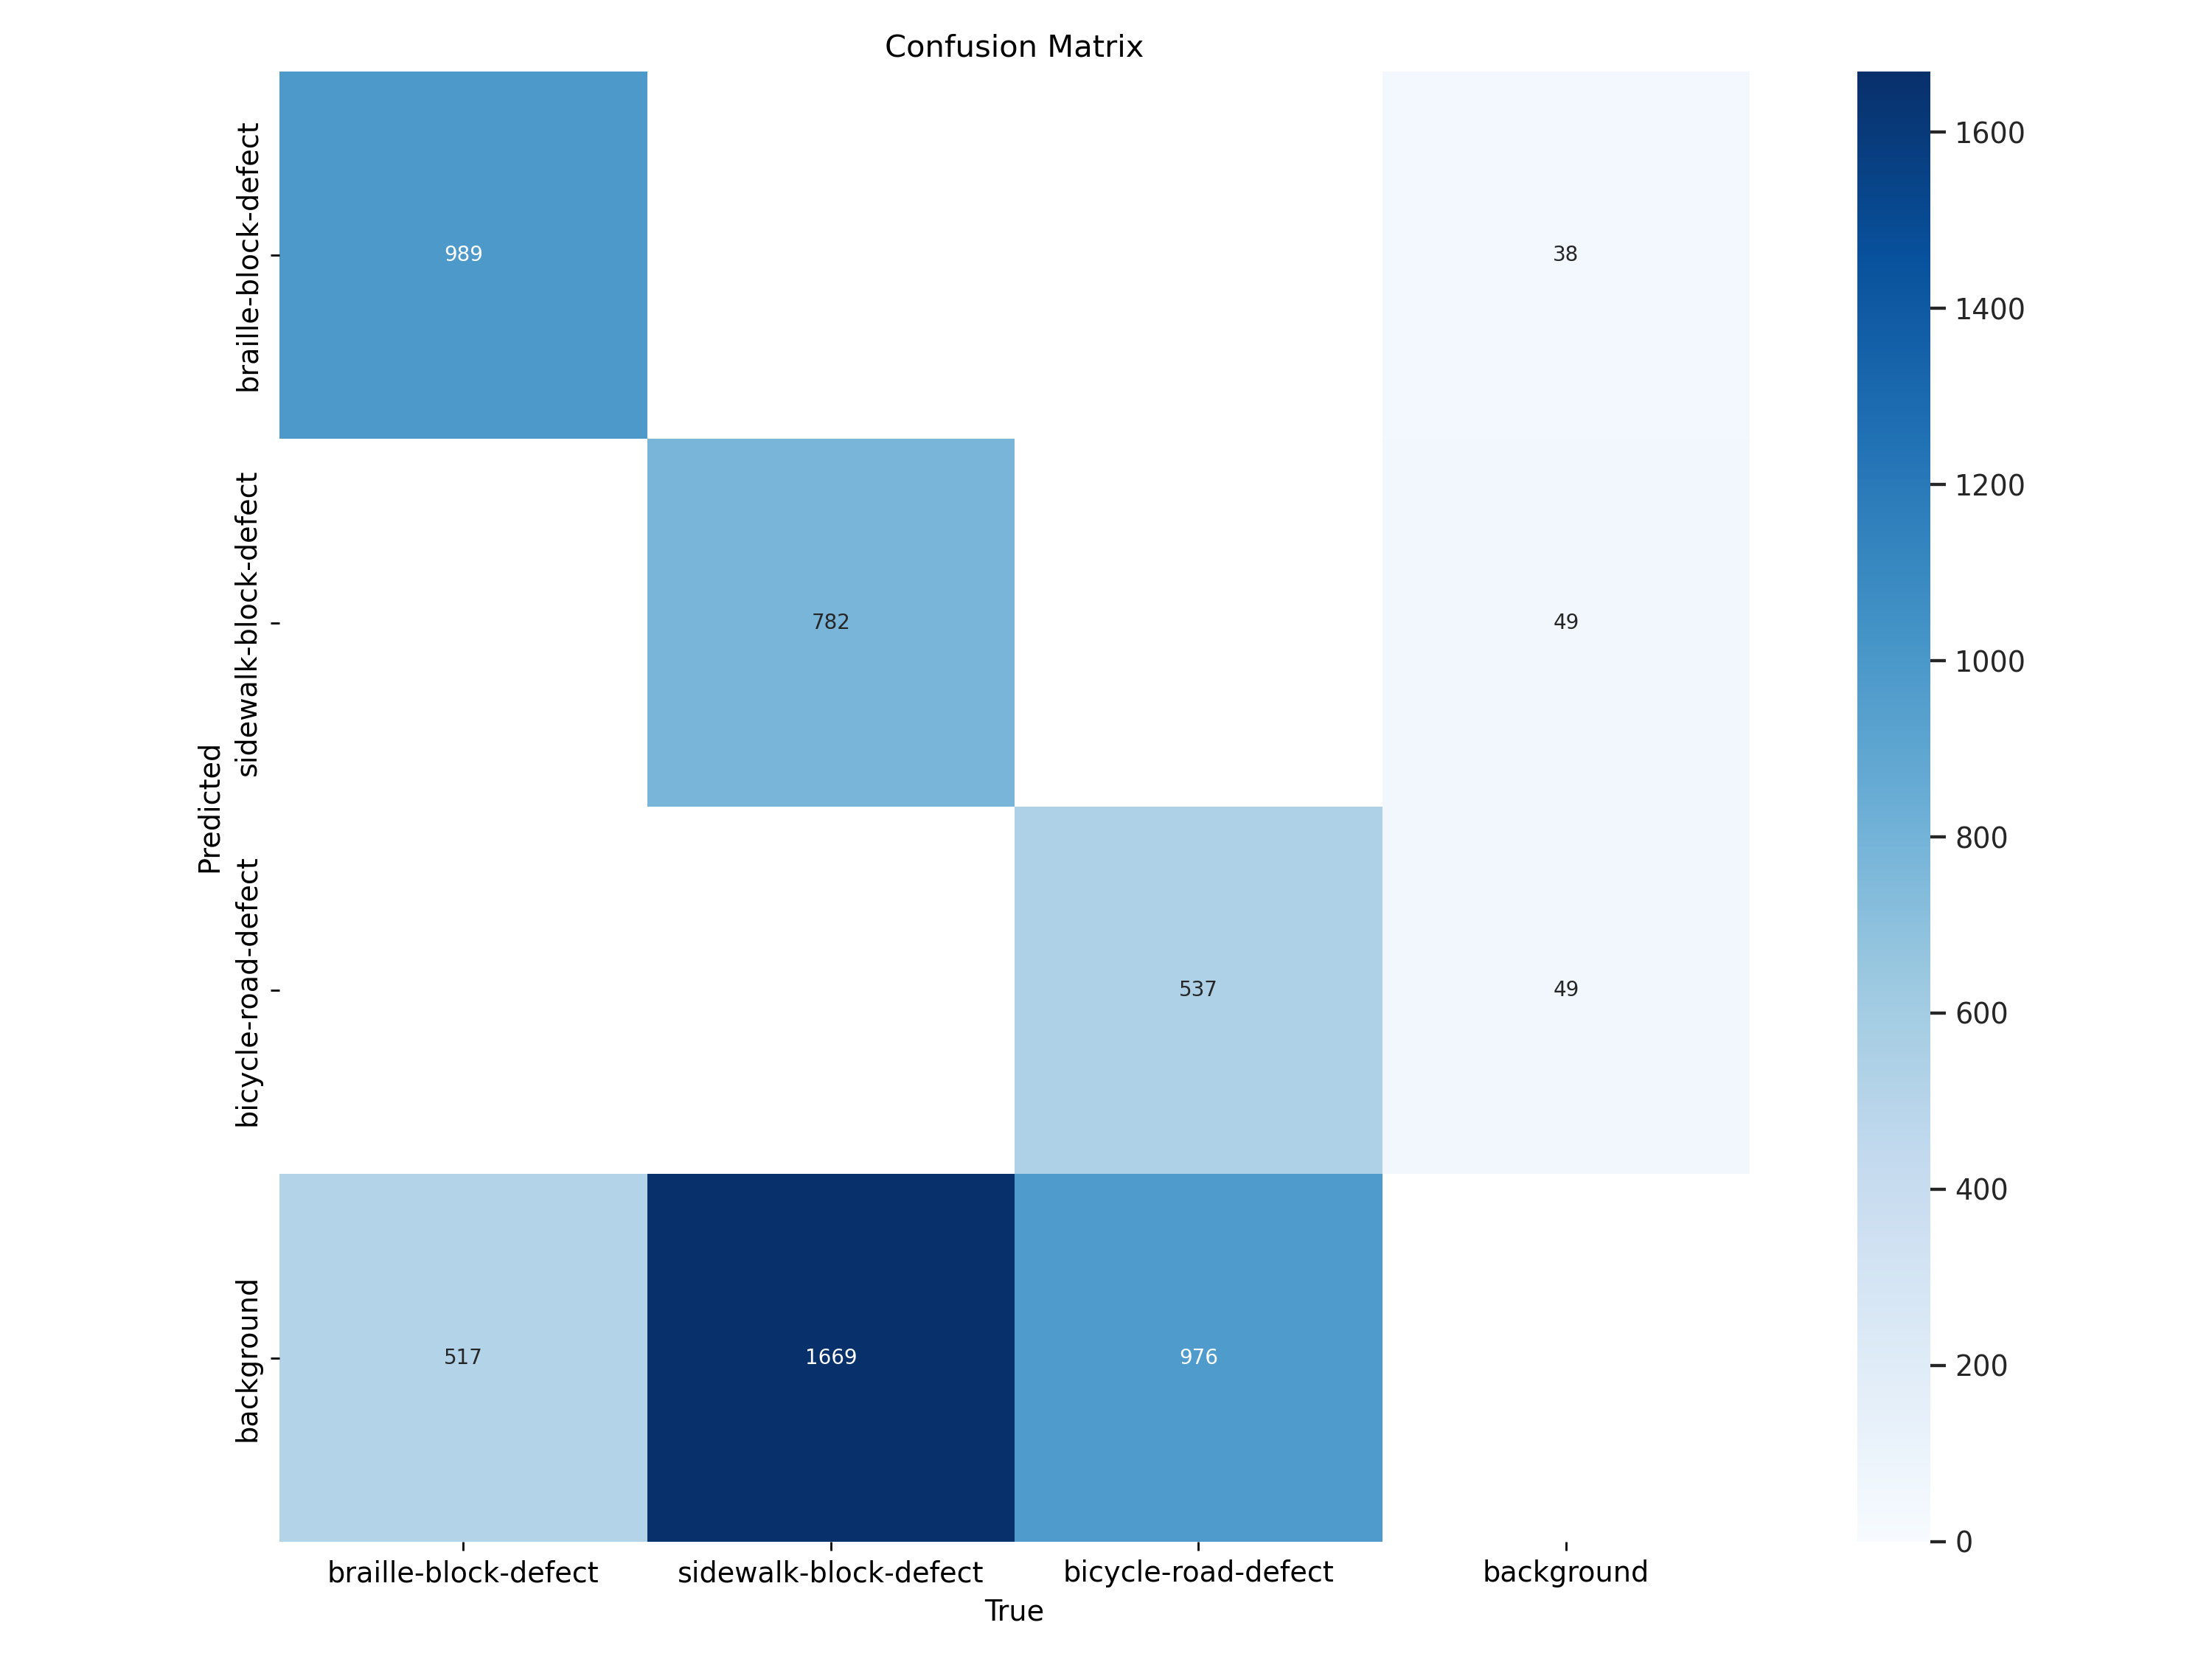 Confusion Matrix
braille-block-defect
sidewalk-block-defect
bicycle-road-defect
background
Predicted
989
38
782
49
537
49
517
1669
976
braille-block-defect
sidewalk-block-defect
bicycle-road-defect
background
True
1600
1400
1200
1000
800
600
400
200
0